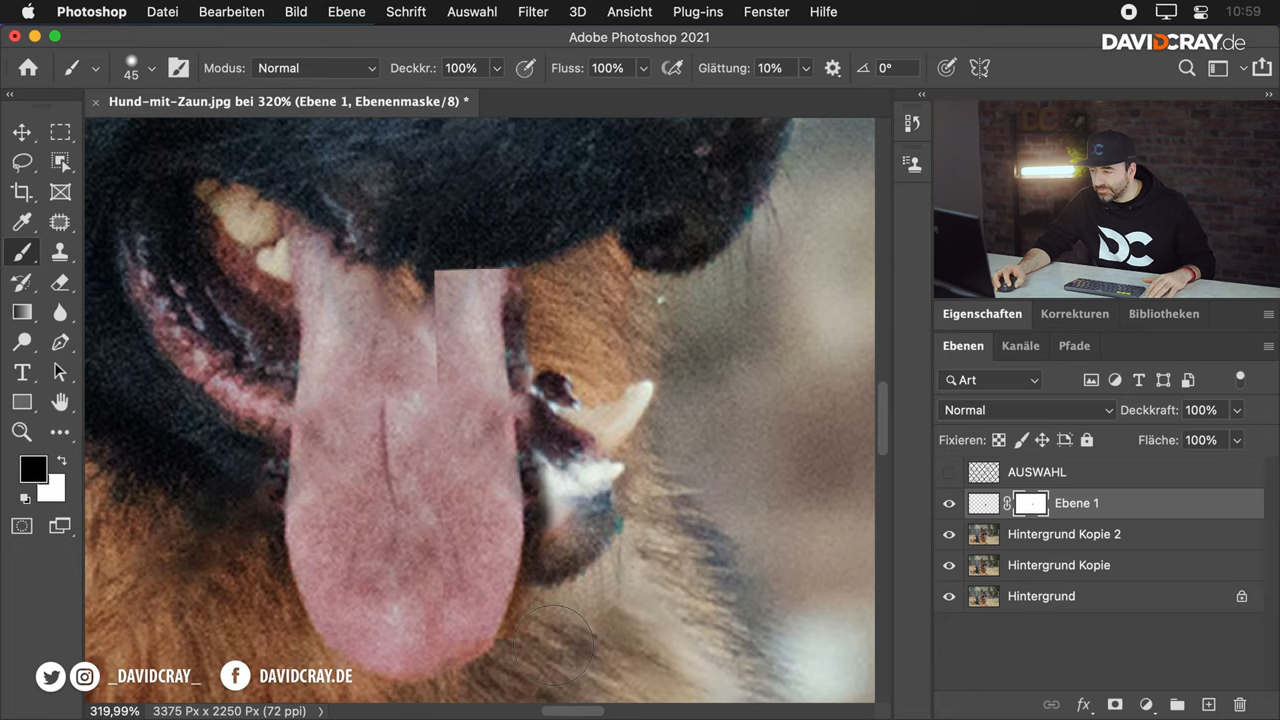 Photoshop Datei Bearbeiten Bild Ebene Schrift Auswahl Filter 3D Ansicht Plug-ins Fenster Hilfe 10:59
Adobe Photoshop 2021
DAVIDCRAY.de
45 Modus: Normal Deckkr.: 100% Fluss: 100% Glättung: 10% 0°
Hund-mit-Zaun.jpg bei 320% (Ebene 1, Ebenenmaske/8) *
DC
Eigenschaften Korrekturen Bibliotheken
Ebenen Kanäle Pfade
Art
Normal Deckkraft: 100%
Fixieren: Fläche: 100%
AUSWAHL
Ebene 1
Hintergrund Kopie 2
Hintergrund Kopie
Hintergrund
_DAVIDCRAY_ DAVIDCRAY.DE
319,99% 3375 Px x 2250 Px (72 ppi)